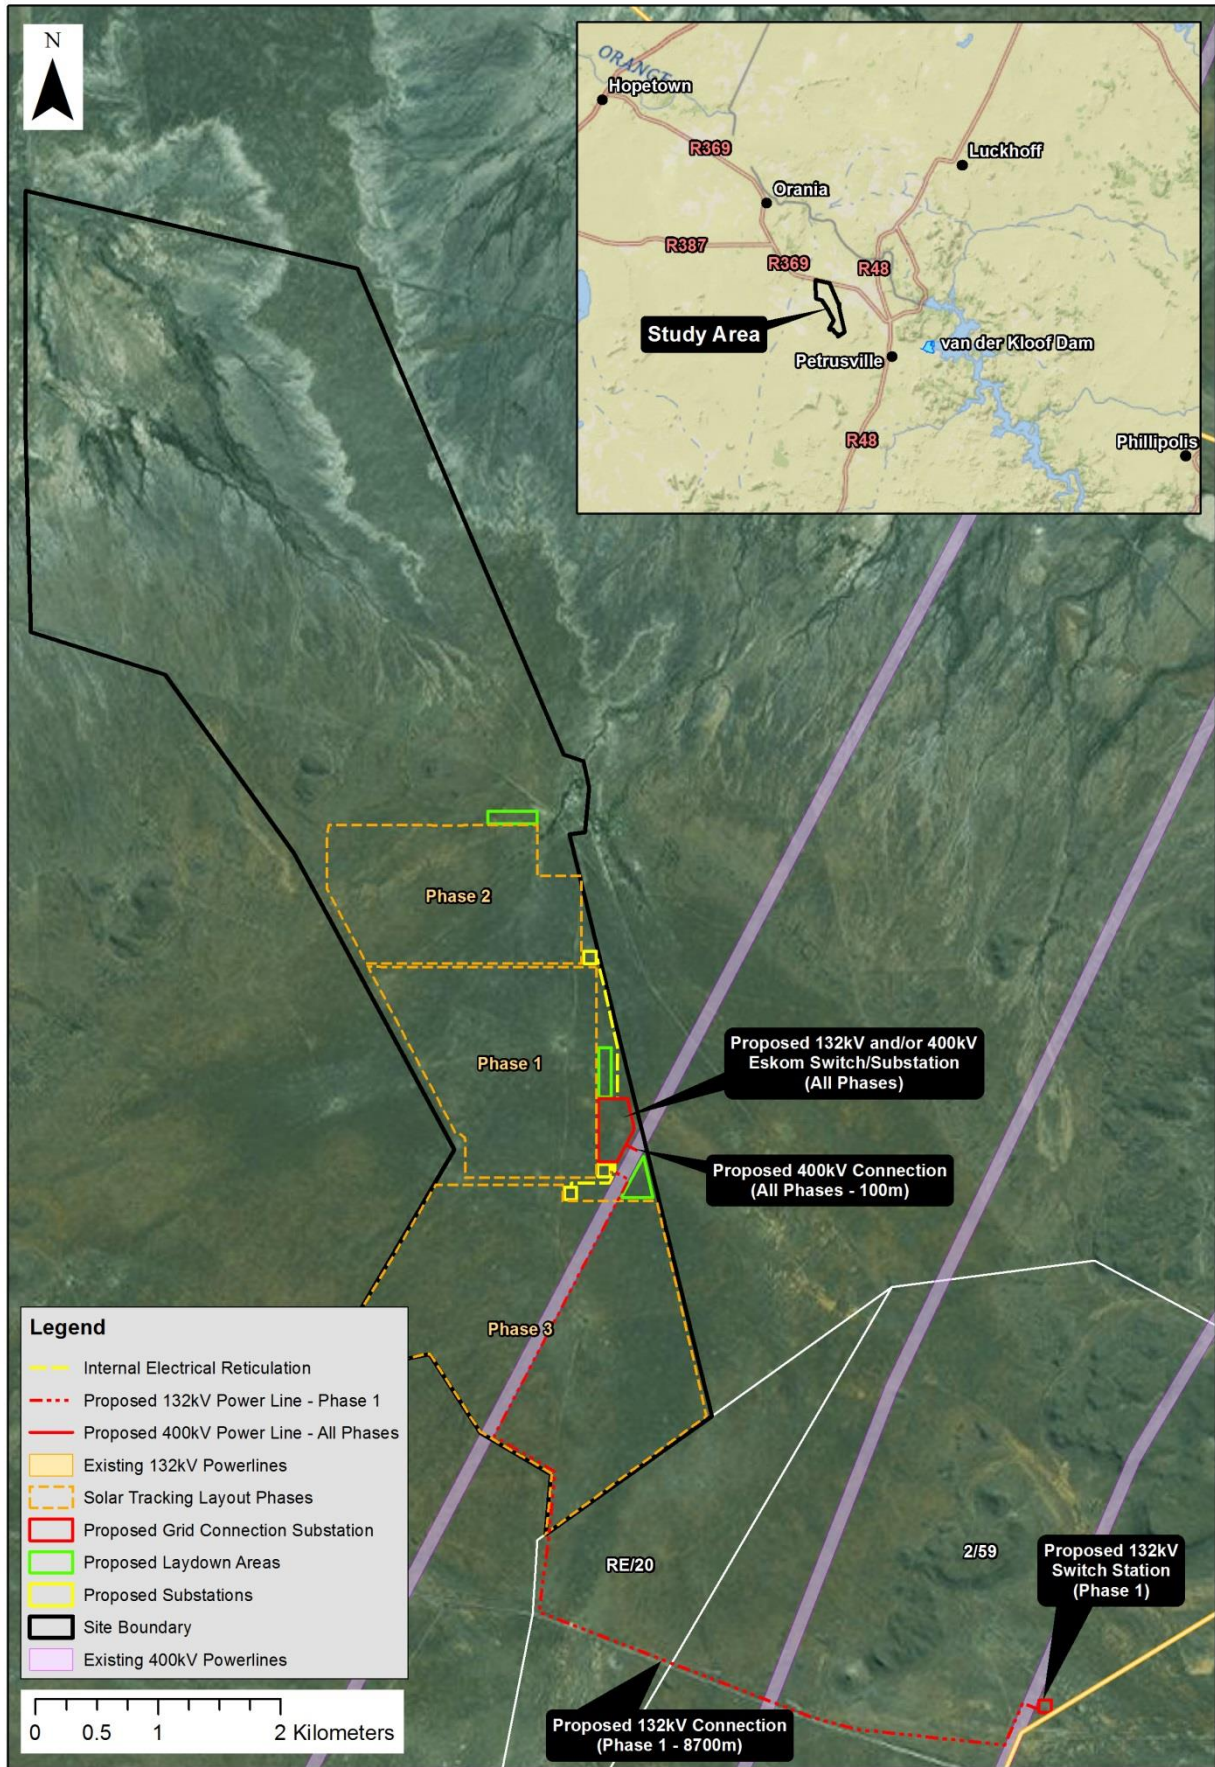 N
ORANGE
Hopetown
R369
Luckhoff
Orania
R387
R369
R48
Study Area
van der Kloof Dam
Petrusville
R48
Phillipolis
Phase 2
Phase 1
Proposed 132kV and/or 400kV
Eskom Switch/Substation
(All Phases)
Proposed 400kV Connection
(All Phases - 100m)
Phase 3
Legend
Internal Electrical Reticulation
Proposed 132kV Power Line - Phase 1
Proposed 400kV Power Line - All Phases
Existing 132kV Powerlines
Solar Tracking Layout Phases
Proposed Grid Connection Substation
Proposed Laydown Areas
Proposed Substations
Site Boundary
Existing 400kV Powerlines
RE/20
2/59
Proposed 132kV
Switch Station
(Phase 1)
Proposed 132kV Connection
(Phase 1 - 8700m)
0 0.5 1 2 Kilometers